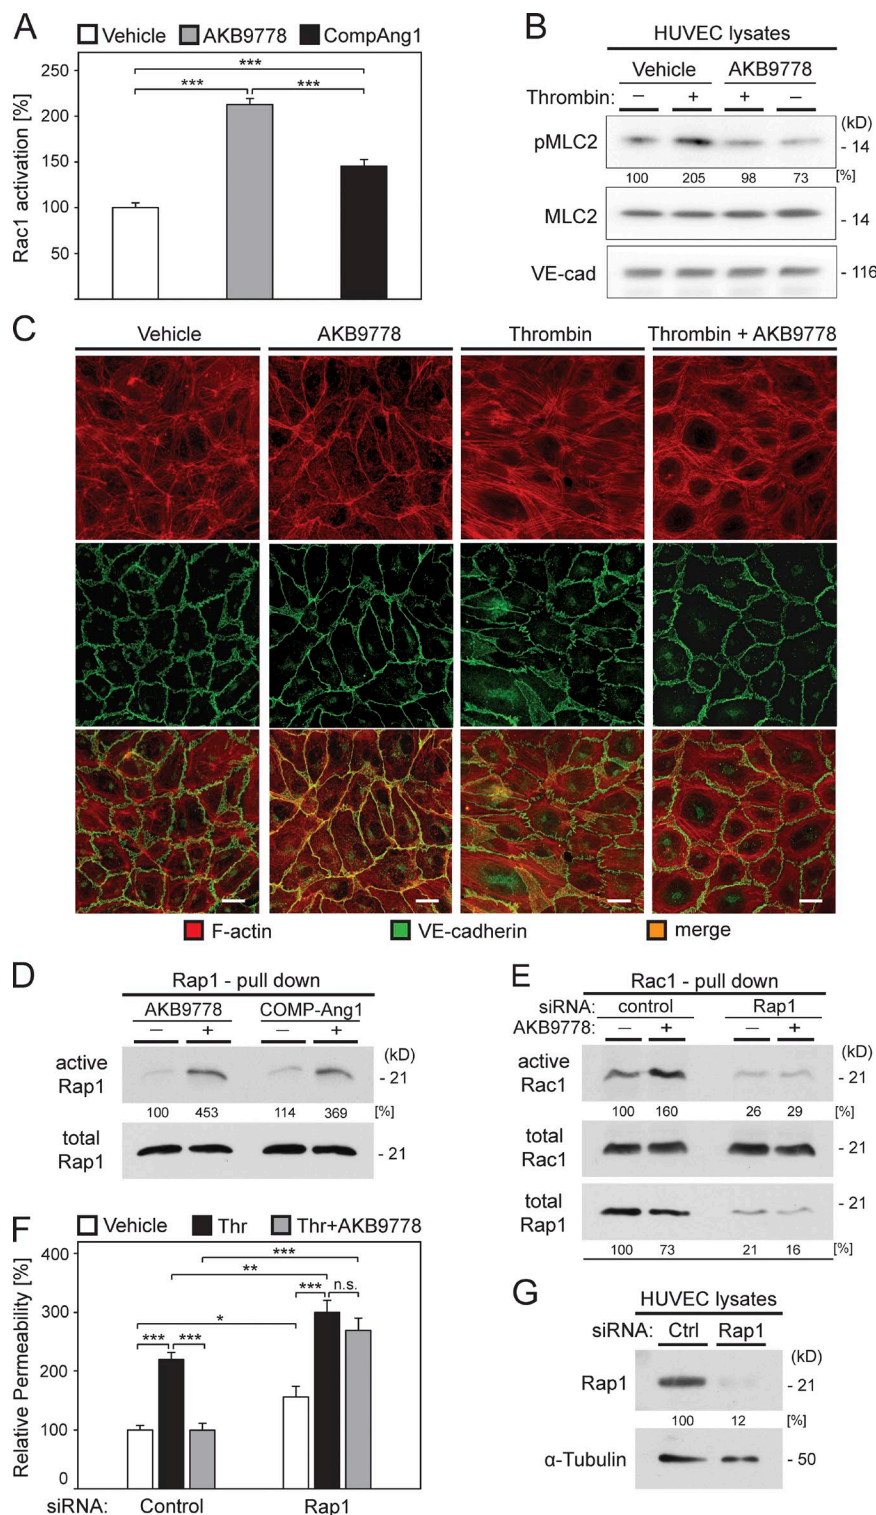 A
Vehicle AKB9778 CompAng1
Rac1 activation [%]
250
200
150
100
50
***
*** ***
B
HUVEC lysates
Vehicle AKB9778
Thrombin: − + + −
(kD)
pMLC2 - 14
100 205 98 73 [%]
MLC2 - 14
VE-cad - 116
C
Vehicle AKB9778 Thrombin Thrombin + AKB9778
F-actin VE-cadherin merge
D
Rap1 - pull down
AKB9778 COMP-Ang1
− + − +
(kD)
active
Rap1
- 21
100 453 114 369 [%]
total
Rap1
- 21
E
Rac1 - pull down
siRNA: control Rap1
AKB9778: − + − +
(kD)
active
Rac1
- 21
100 160 26 29 [%]
total
Rac1
- 21
total
Rap1
- 21
100 73 21 16 [%]
F
Vehicle Thr Thr+AKB9778
Relative Permeability [%]
400
300
200
100
0
***
**
*** n.s.
*
*** ***
siRNA: Control Rap1
G
HUVEC lysates
siRNA: Ctrl Rap1
(kD)
Rap1 - 21
100 12 [%]
α-Tubulin - 50